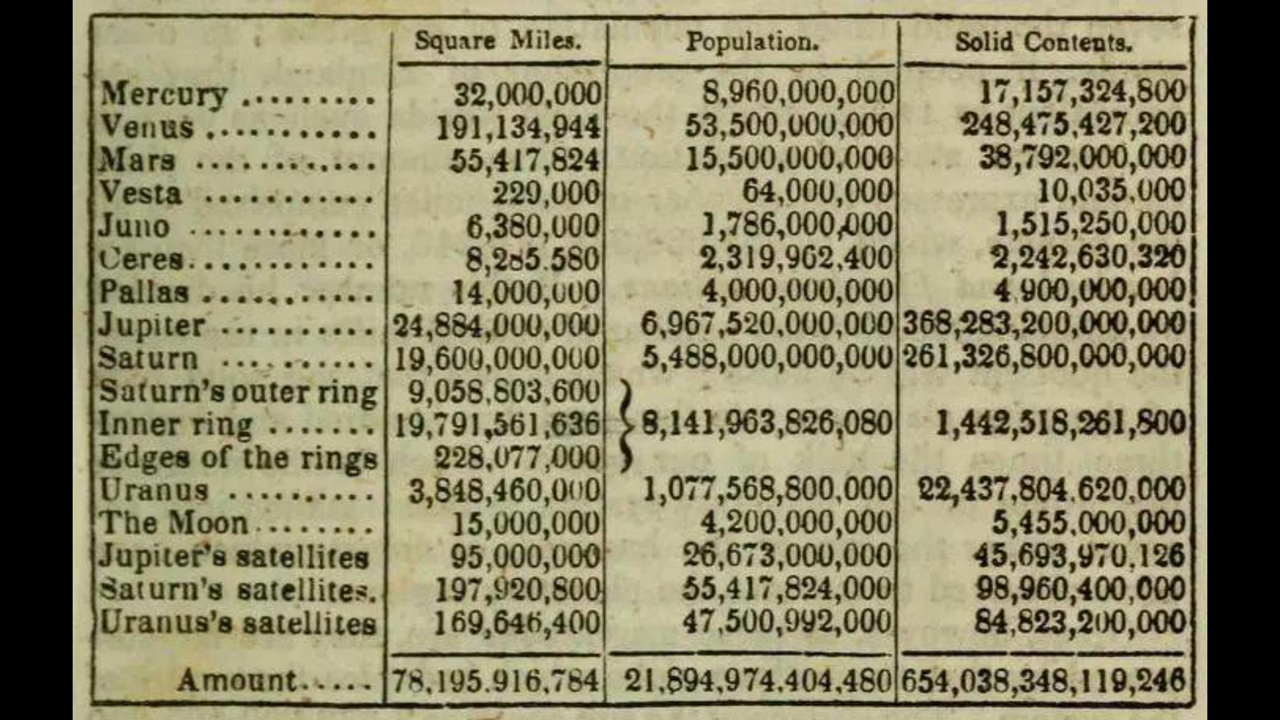 Square Miles. Population. Solid Contents.
Mercury ......... 32,000,000 8,960,000,000 17,157,324,800
Venus ........... 191,134,944 53,500,000,000 248,475,427,200
Mars ............ 55,417,824 15,500,000,000 38,792,000,000
Vesta ........... 229,000 64,000,000 10,035,000
Juno ............ 6,380,000 1,786,000,000 1,515,250,000
Ceres............ 8,285.580 2,319,962,400 2,242,630,320
Pallas ........... 14,000,000 4,000,000,000 4,900,000,000
Jupiter .......... 24,884,000,000 6,967,520,000,000 368,283,200,000,000
Saturn .......... 19,600,000,000 5,488,000,000,000 261,326,800,000,000
Saturn's outer ring 9,058,803,600
Inner ring ....... 19,791,561,636 8,141,963,826,080 1,442,518,261,800
Edges of the rings 228,077,000
Uranus .......... 3,848,460,000 1,077,568,800,000 22,437,804,620,000
The Moon ........ 15,000,000 4,200,000,000 5,455,000,000
Jupiter's satellites 95,000,000 26,673,000,000 45,693,970,126
Saturn's satellites. 197,920,800 55,417,824,000 98,960,400,000
Uranus's satellites 169,646,400 47,500,992,000 84,823,200,000
Amount...... 78,195.916,784 21,894,974,404,480 654,038,348,119,246